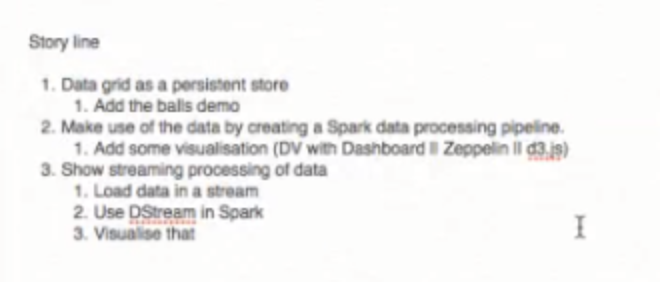 Story line
1. Data grid as a persistent store
1. Add the balls demo
2. Make use of the data by creating a Spark data processing pipeline.
1. Add some visualisation (DV with Dashboard || Zeppelin || d3.js)
3. Show streaming processing of data
1. Load data in a stream
2. Use DStream in Spark
3. Visualise that